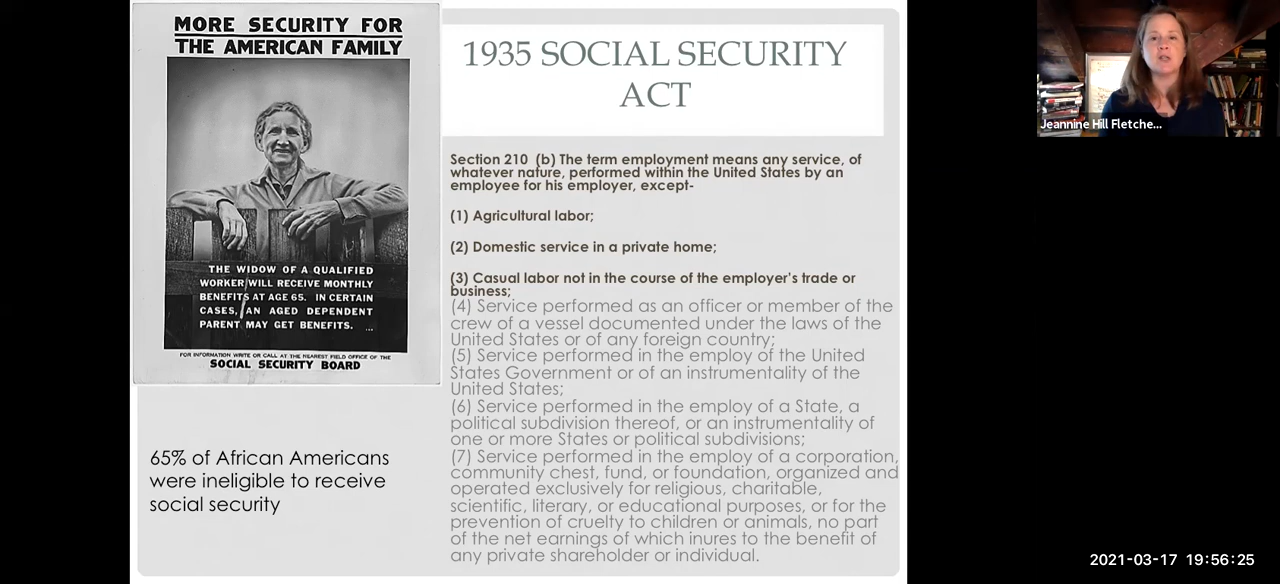 MORE SECURITY FOR
THE AMERICAN FAMILY
THE WIDOW OF A QUALIFIED
WORKER WILL RECEIVE MONTHLY
BENEFITS AT AGE 65. IN CERTAIN
CASES, AN AGED DEPENDENT
PARENT MAY GET BENEFITS. ...
FOR INFORMATION WRITE OR CALL AT THE NEAREST FIELD OFFICE OF THE
SOCIAL SECURITY BOARD
65% of African Americans
were ineligible to receive
social security
1935 SOCIAL SECURITY
ACT
Section 210 (b) The term employment means any service, of
whatever nature, performed within the United States by an
employee for his employer, except-
(1) Agricultural labor;
(2) Domestic service in a private home;
(3) Casual labor not in the course of the employer's trade or
business;
(4) Service performed as an officer or member of the
crew of a vessel documented under the laws of the
United States or of any foreign country;
(5) Service performed in the employ of the United
States Government or of an instrumentality of the
United States;
(6) Service performed in the employ of a State, a
political subdivision thereof, or an instrumentality of
one or more States or political subdivisions;
(7) Service performed in the employ of a corporation,
community chest, fund, or foundation, organized and
operated exclusively for religious, charitable,
scientific, literary, or educational purposes, or for the
prevention of cruelty to children or animals, no part
of the net earnings of which inures to the benefit of
any private shareholder or individual.
Jeannine Hill Fletche...
2021-03-17 19:56:25